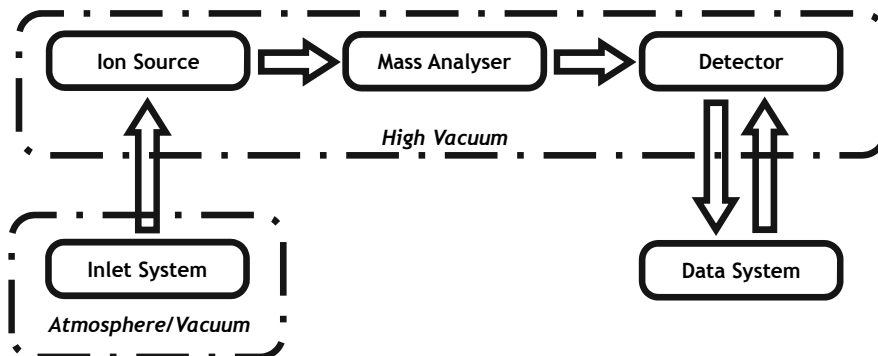 Ion Source
Mass Analyser
Detector
High Vacuum
Inlet System
Data System
Atmosphere/Vacuum